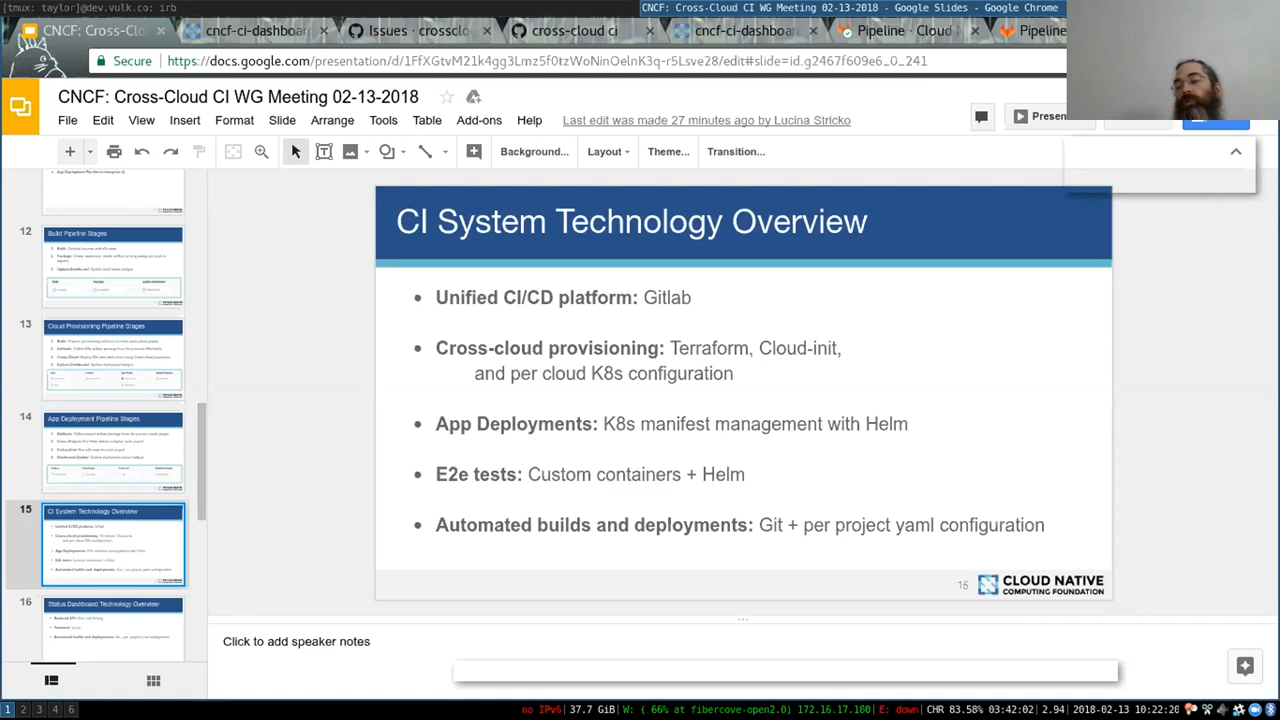 [tmux: taylor]@dev.vulk.co: irb
CNCF: Cross-Cloud CI WG Meeting 02-13-2018 - Google Slides - Google Chrome
CNCF: Cross-Clo
cncf-ci-dashboar
Issues · crossclo
cross-cloud ci
cncf-ci-dashboa
Pipeline · Cloud
Pipeline
Secure
https://docs.google.com/presentation/d/1FfXGtvM21k4gg3Lmz5f0tzWoNinOelnK3q-r5Lsve28/edit#slide=id.g2467f609e6_0_241
CNCF: Cross-Cloud CI WG Meeting 02-13-2018
File Edit View Insert Format Slide Arrange Tools Table Add-ons Help
Last edit was made 27 minutes ago by Lucina Stricko
Presen
Background... Layout Theme... Transition...
12
Build Pipeline Stages
13
Cloud Provisioning Pipeline Stages
14
App Deployment Pipeline Stages
15
CI System Technology Overview
16
Status Dashboard Technology Overview
CI System Technology Overview
• Unified CI/CD platform: Gitlab
• Cross-cloud provisioning: Terraform, Cloud-init
and per cloud K8s configuration
• App Deployments: K8s manifest management with Helm
• E2e tests: Custom containers + Helm
• Automated builds and deployments: Git + per project yaml configuration
15
CLOUD NATIVE
COMPUTING FOUNDATION
Click to add speaker notes
1 2 3 4 6
no IPv6| 37.7 GiB| W: ( 66% at fibercove-open2.0) 172.16.17.180| E: down| CHR 83.58% 03:42:02 | 2.94 | 2018-02-13 10:22:20